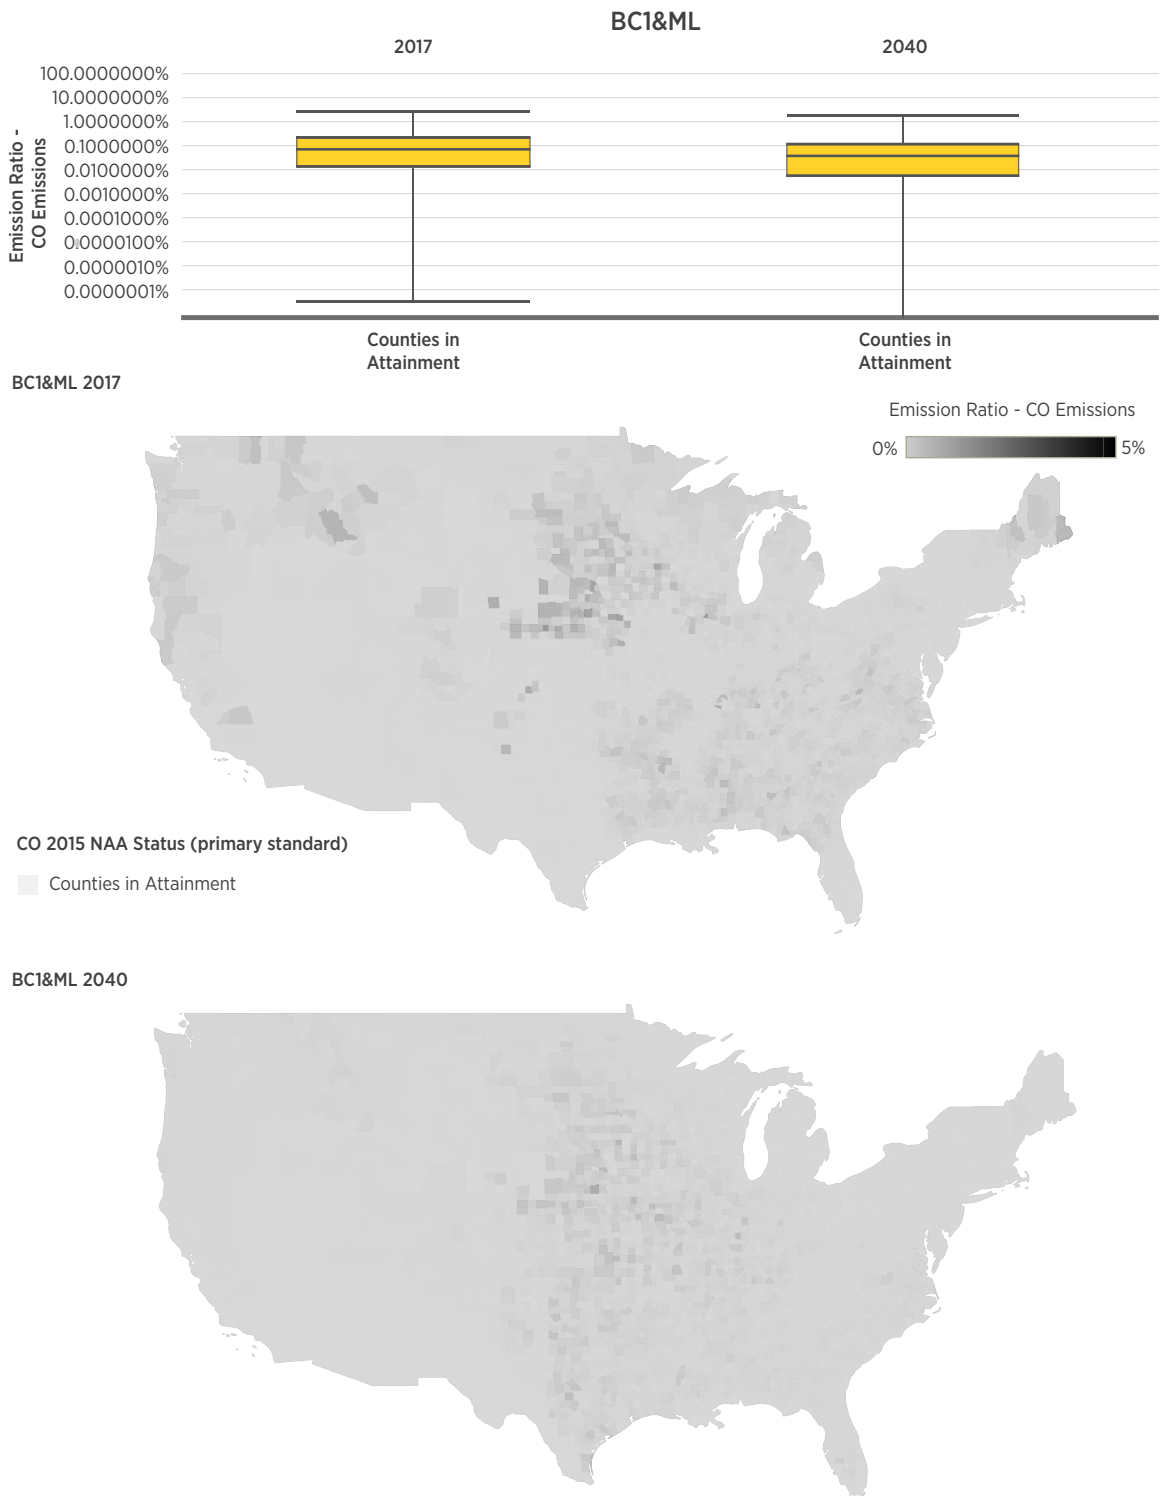 BC1&ML
2017
2040
100.0000000%
10.0000000%
1.0000000%
0.1000000%
0.0100000%
0.0010000%
0.0001000%
0.0000100%
0.0000010%
0.0000001%
Emission Ratio -
CO Emissions
Counties in
Attainment
Counties in
Attainment
BC1&ML 2017
Emission Ratio - CO Emissions
0%
5%
CO 2015 NAA Status (primary standard)
Counties in Attainment
BC1&ML 2040